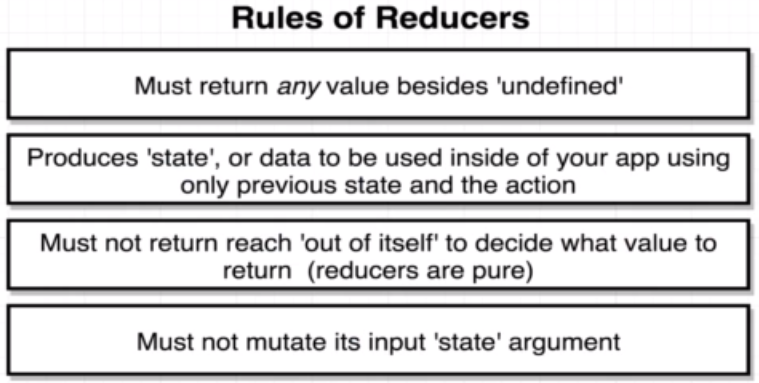 Rules of Reducers
Must return any value besides 'undefined'
Produces 'state', or data to be used inside of your app using
only previous state and the action
Must not return reach 'out of itself' to decide what value to
return (reducers are pure)
Must not mutate its input 'state' argument